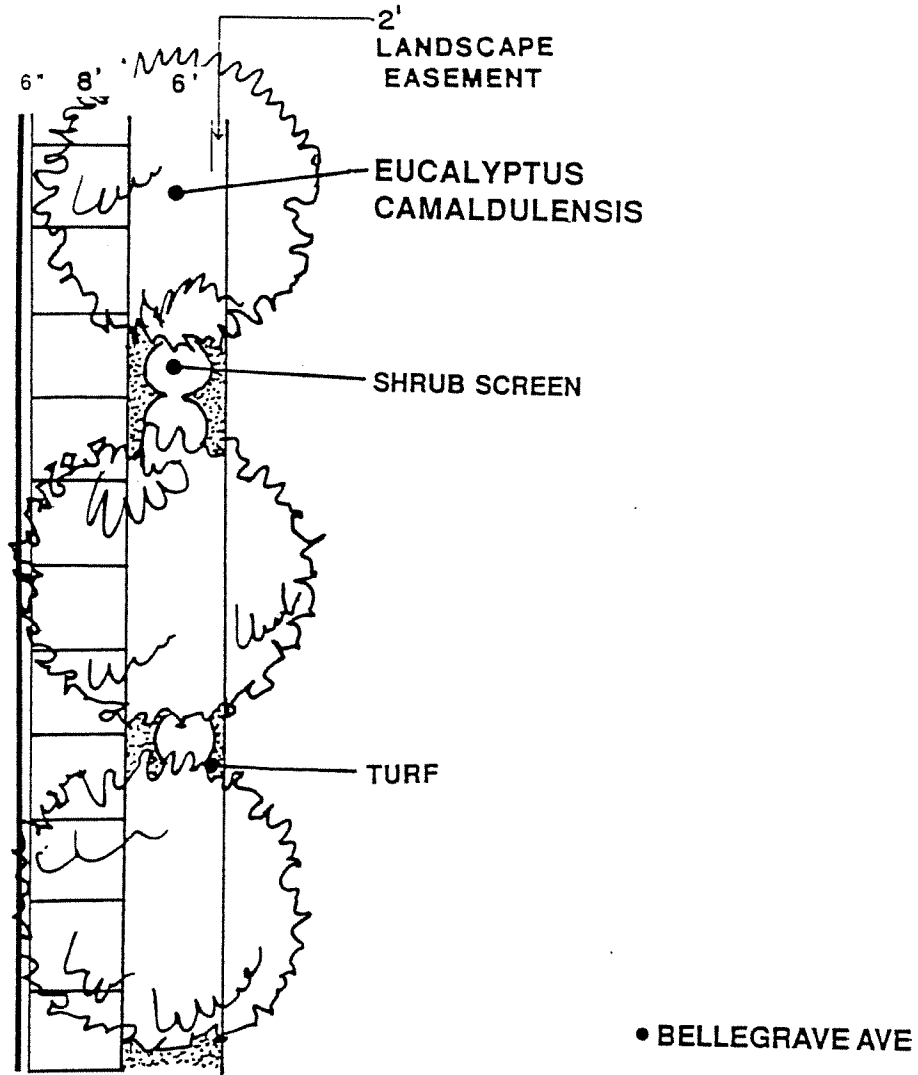 2'
LANDSCAPE
EASEMENT
6" 8' 6'
EUCALYPTUS
CAMALDULENSIS
SHRUB SCREEN
TURF
• BELLEGRAVE AVE